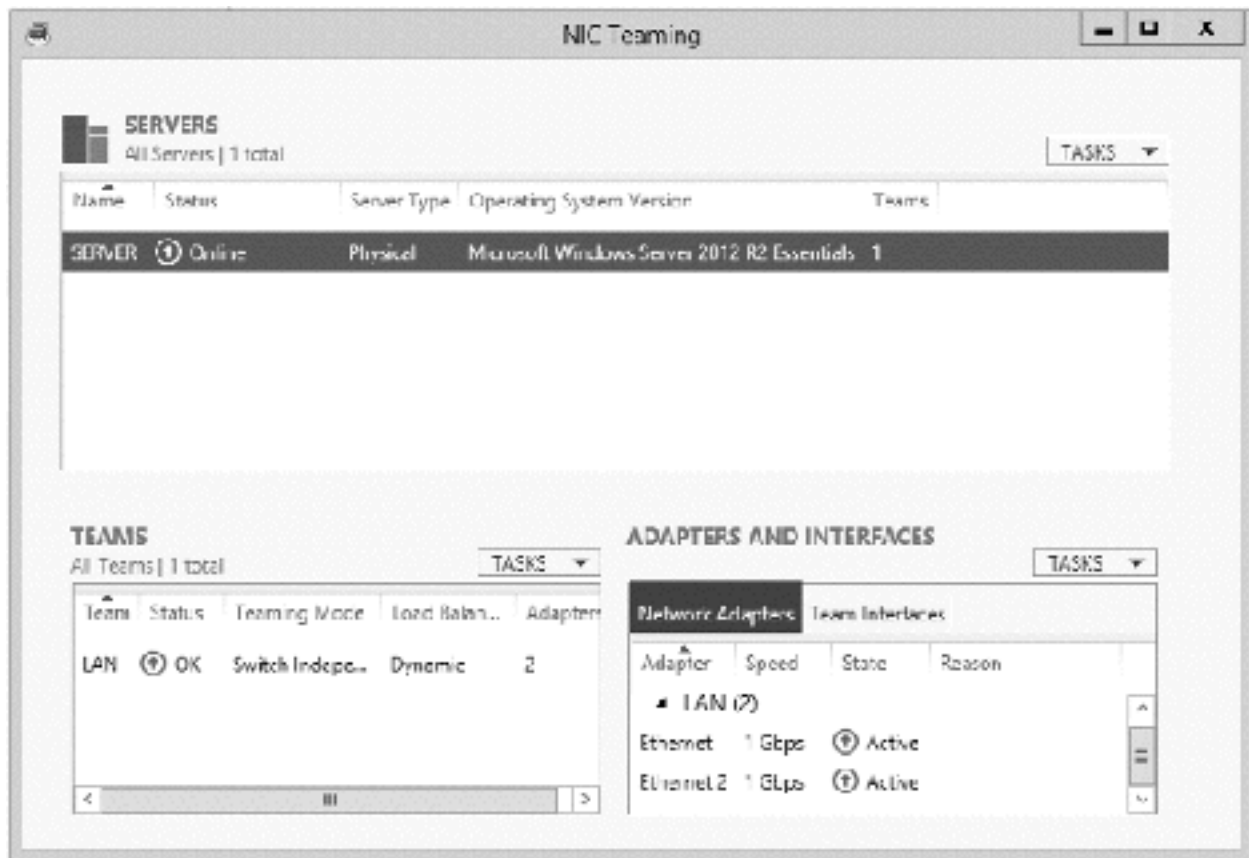 NIC Teaming
SERVERS
All Servers | 1 total
TASKS
Name Status Server Type Operating System Version Teams
SERVER Online Physical Microsoft Windows Server 2012 R2 Essentials 1
TEAMS
All Teams | 1 total
TASKS
Team Status Teaming Mode Load Balan... Adapters
LAN OK Switch Indepe... Dynamic 2
ADAPTERS AND INTERFACES
TASKS
Network Adapters Team Interfaces
Adapter Speed State Reason
LAN (2)
Ethernet 1 Gbps Active
Ethernet 2 1 Gbps Active